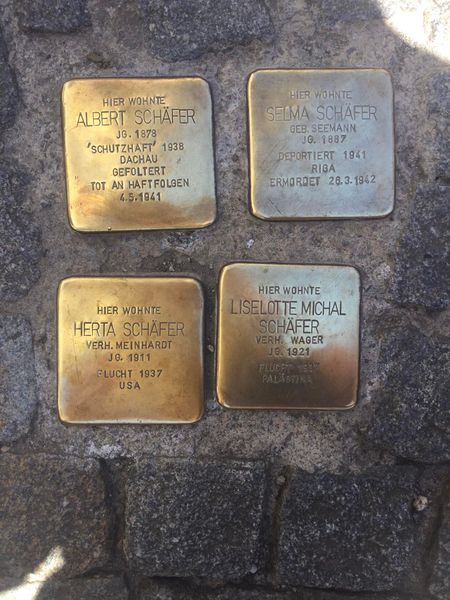 HIER WOHNTE
ALBERT SCHÄFER
JG. 1878
'SCHUTZHAFT' 1938
DACHAU
GEFOLTERT
TOT AN HAFTFOLGEN
4.5.1941
HIER WOHNTE
SELMA SCHÄFER
GEB. SEEMANN
JG. 1887
DEPORTIERT 1941
RIGA
ERMORDET 26.3.1942
HIER WOHNTE
HERTA SCHÄFER
VERH. MEINHARDT
JG. 1911
FLUCHT 1937
USA
HIER WOHNTE
LISELOTTE MICHAL
SCHÄFER
VERH. WAGER
JG. 1921
FLUCHT
PALÄSTINA